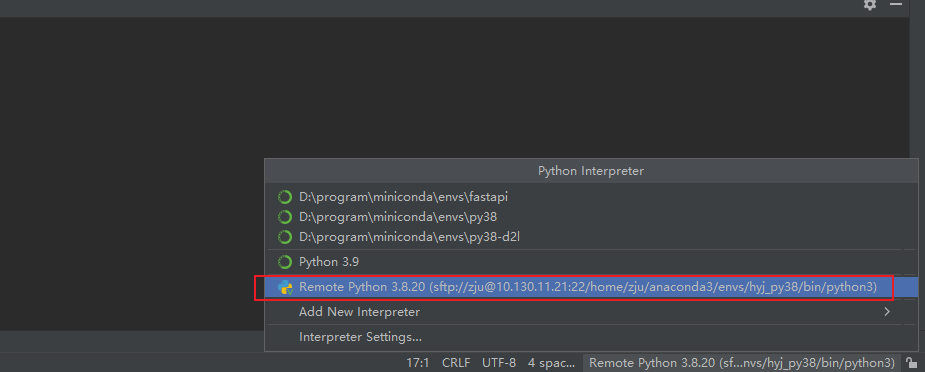 Python Interpreter
D:\program\miniconda\envs\fastapi
D:\program\miniconda\envs\py38
D:\program\miniconda\envs\py38-d2l
Python 3.9
Remote Python 3.8.20 (sftp://zju@10.130.11.21:22/home/zju/anaconda3/envs/hyj_py38/bin/python3)
Add New Interpreter
Interpreter Settings...
17:1 CRLF UTF-8 4 spac... Remote Python 3.8.20 (sf...nvs/hyj_py38/bin/python3)